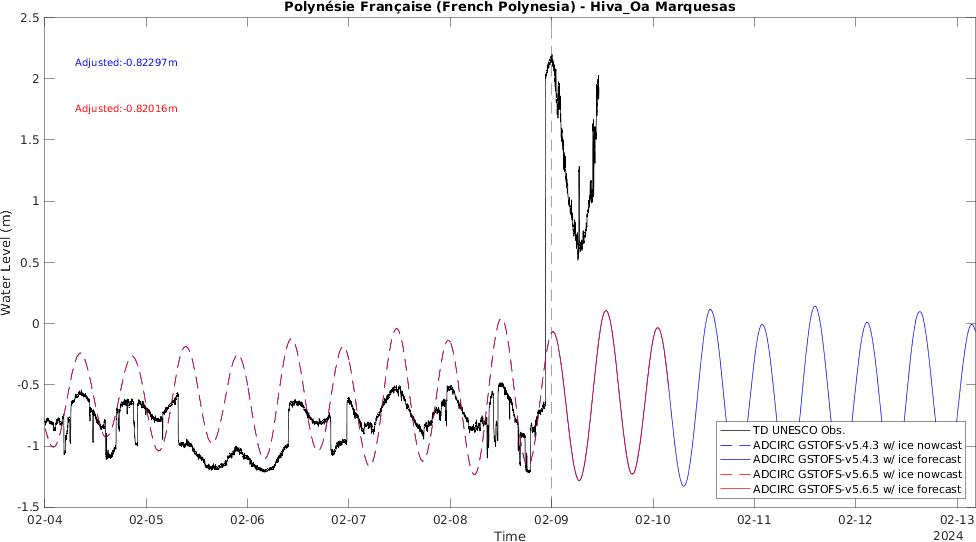 Polynésie Française (French Polynesia) - Hiva_Oa Marquesas
Adjusted:-0.82297m
Adjusted:-0.82016m
Water Level (m)
2.5
2
1.5
1
0.5
0
-0.5
-1
-1.5
TD UNESCO Obs.
ADCIRC GSTOFS-v5.4.3 w/ ice nowcast
ADCIRC GSTOFS-v5.4.3 w/ ice forecast
ADCIRC GSTOFS-v5.6.5 w/ ice nowcast
ADCIRC GSTOFS-v5.6.5 w/ ice forecast
02-04 02-05 02-06 02-07 02-08 02-09 02-10 02-11 02-12 02-13
Time
2024